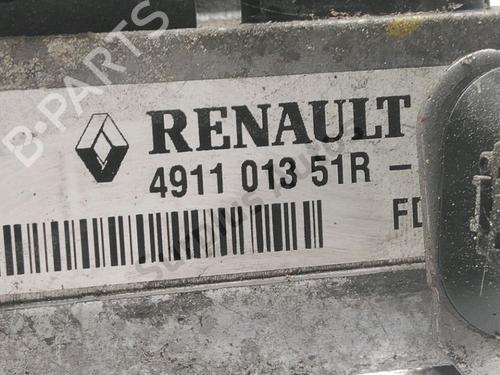 B-PARTS
RENAULT
4911 013 51R -
FD